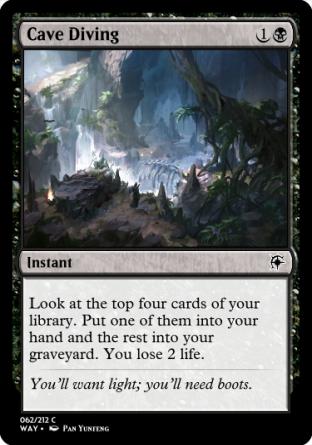 Cave Diving 1
Instant
Look at the top four cards of your
library. Put one of them into your
hand and the rest into your
graveyard. You lose 2 life.
You'll want light; you'll need boots.
062/212 C
WAY • Pan Yunfeng